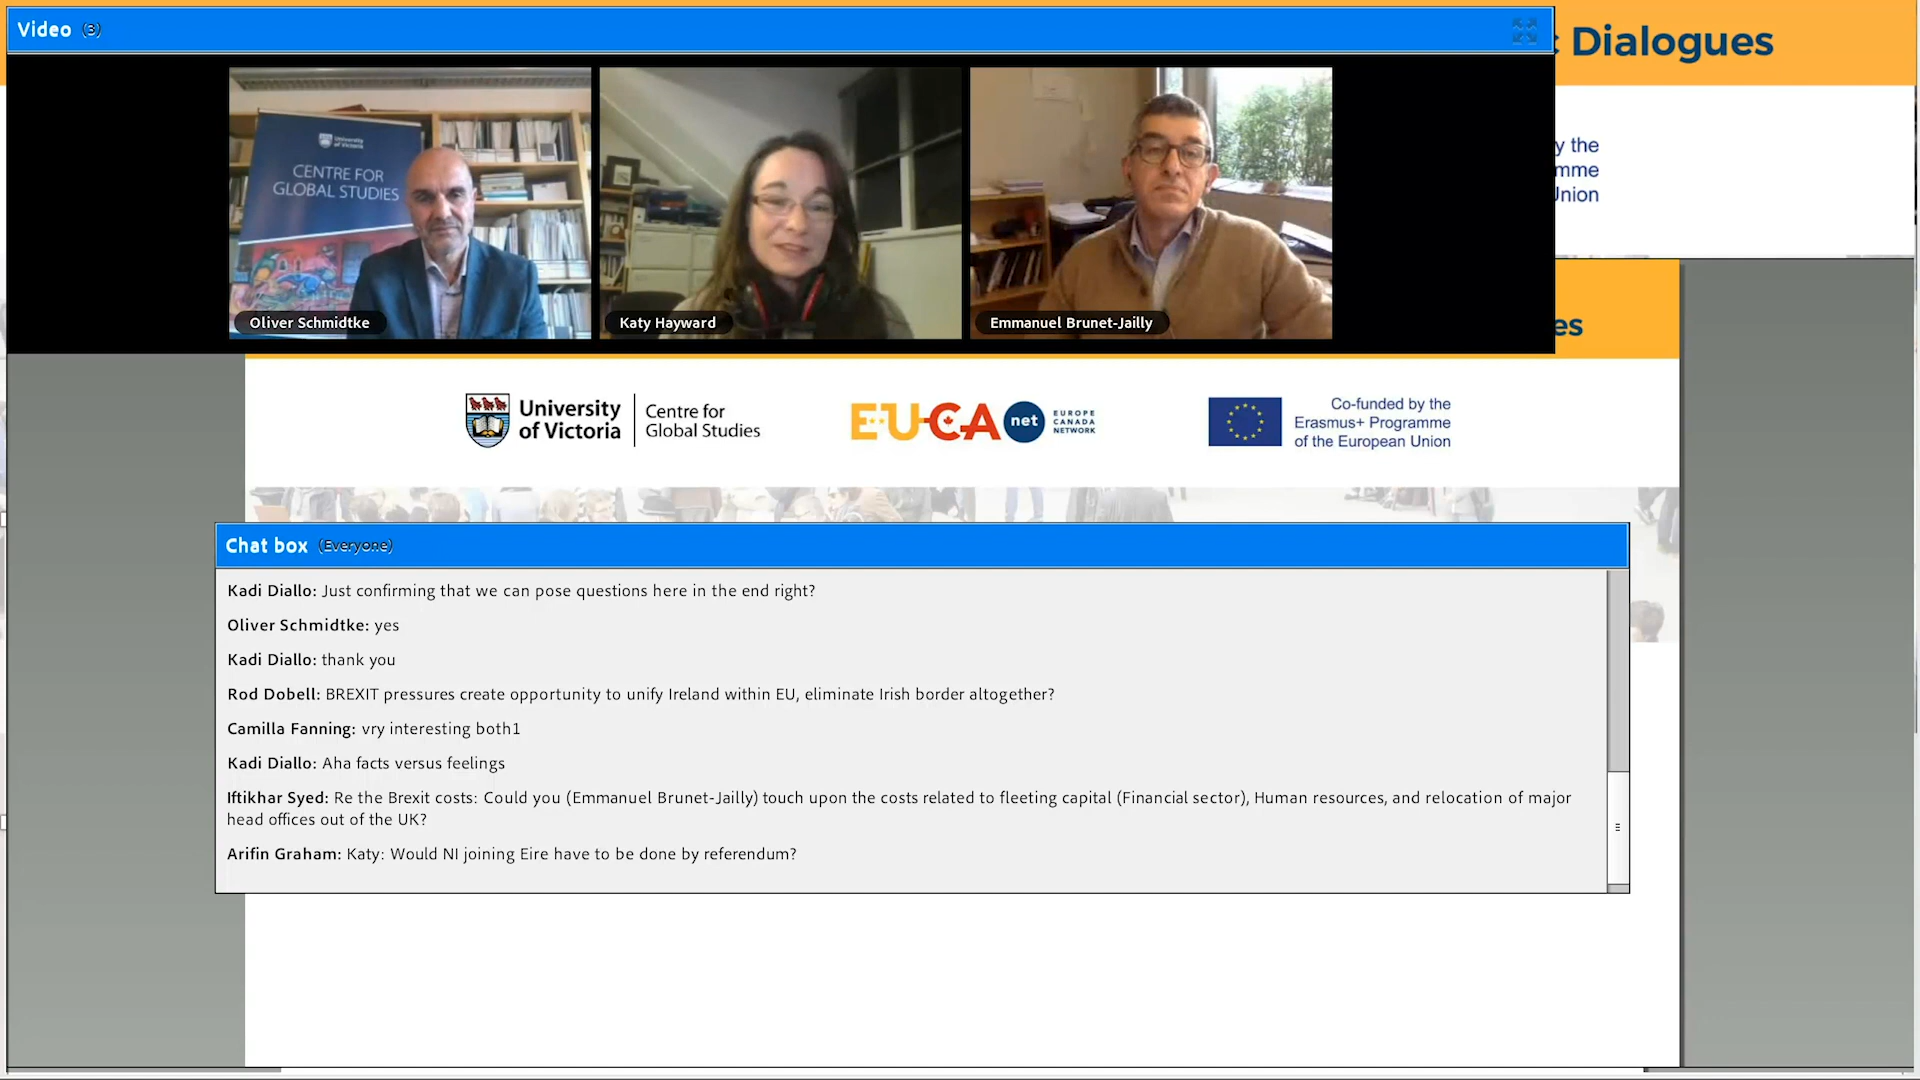 Video (3)
Dialogues
University
of Victoria
CENTRE FOR
GLOBAL STUDIES
Oliver Schmidtke
Katy Hayward
Emmanuel Brunet-Jailly
y the
mme
Union
es
University
of Victoria
Centre for
Global Studies
EUCA net
EUROPE
CANADA
NETWORK
Co-funded by the
Erasmus+ Programme
of the European Union
Chat box (Everyone)
Kadi Diallo: Just confirming that we can pose questions here in the end right?
Oliver Schmidtke: yes
Kadi Diallo: thank you
Rod Dobell: BREXIT pressures create opportunity to unify Ireland within EU, eliminate Irish border altogether?
Camilla Fanning: vry interesting both1
Kadi Diallo: Aha facts versus feelings
Iftikhar Syed: Re the Brexit costs: Could you (Emmanuel Brunet-Jailly) touch upon the costs related to fleeting capital (Financial sector), Human resources, and relocation of major
head offices out of the UK?
Arifin Graham: Katy: Would NI joining Eire have to be done by referendum?